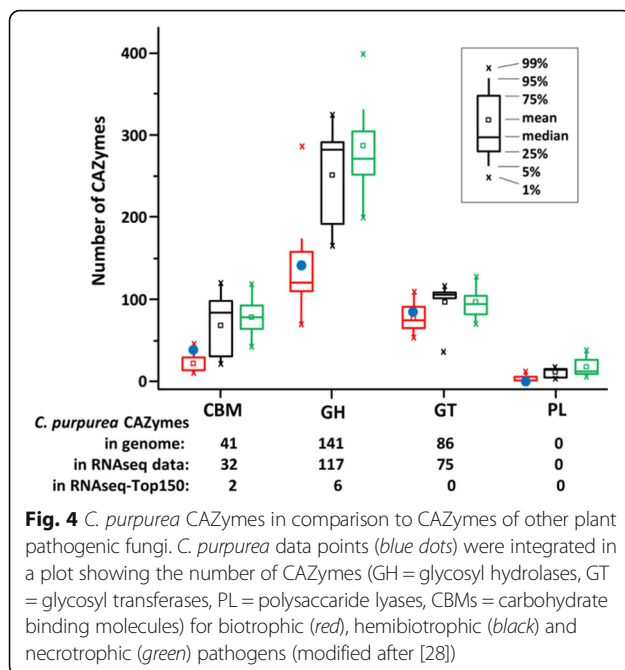 400
300
200
100
0
Number of CAZymes
99%
95%
75%
mean
median
25%
5%
1%
CBM GH GT PL
C. purpurea CAZymes
in genome: 41 141 86 0
in RNAseq data: 32 117 75 0
in RNAseq-Top150: 2 6 0 0
Fig. 4 C. purpurea CAZymes in comparison to CAZymes of other plant
pathogenic fungi. C. purpurea data points (blue dots) were integrated in
a plot showing the number of CAZymes (GH = glycosyl hydrolases, GT
= glycosyl transferases, PL = polysaccaride lyases, CBMs = carbohydrate
binding molecules) for biotrophic (red), hemibiotrophic (black) and
necrotrophic (green) pathogens (modified after [28])